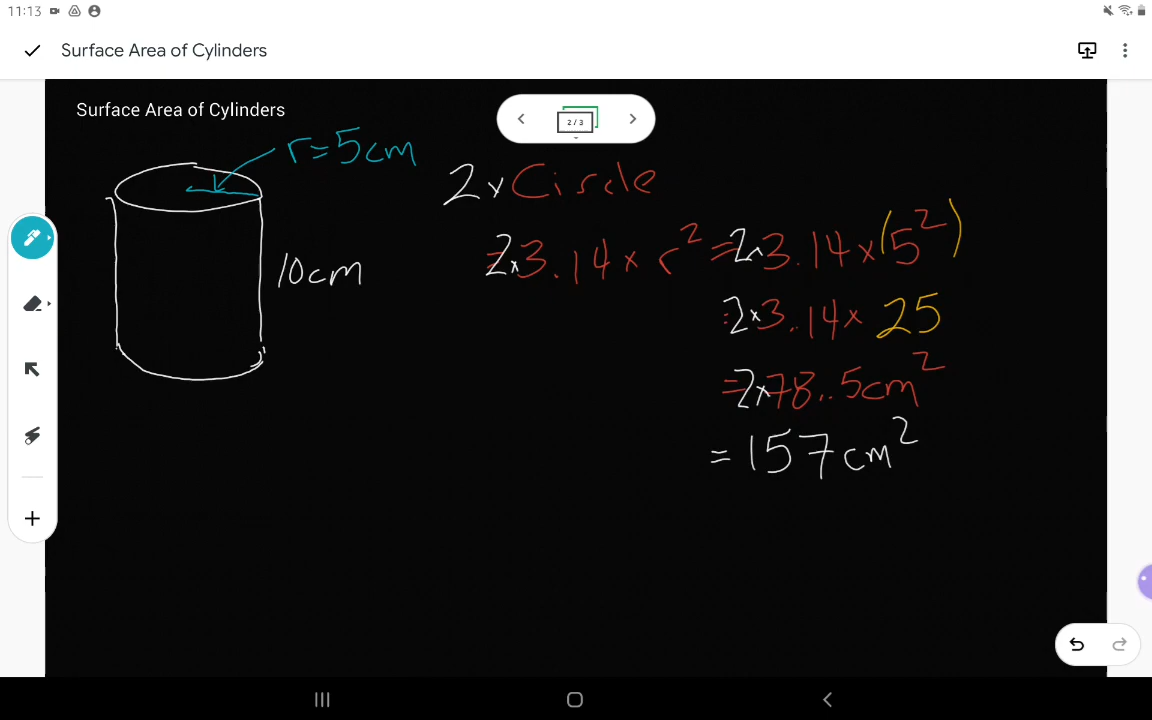 11:13
Surface Area of Cylinders
Surface Area of Cylinders
2 / 3
r=5cm
10cm
2×Circle
2×3.14×r²=2×3.14×(5²)
=2×3.14×25
=2×78.5cm²
=157cm²